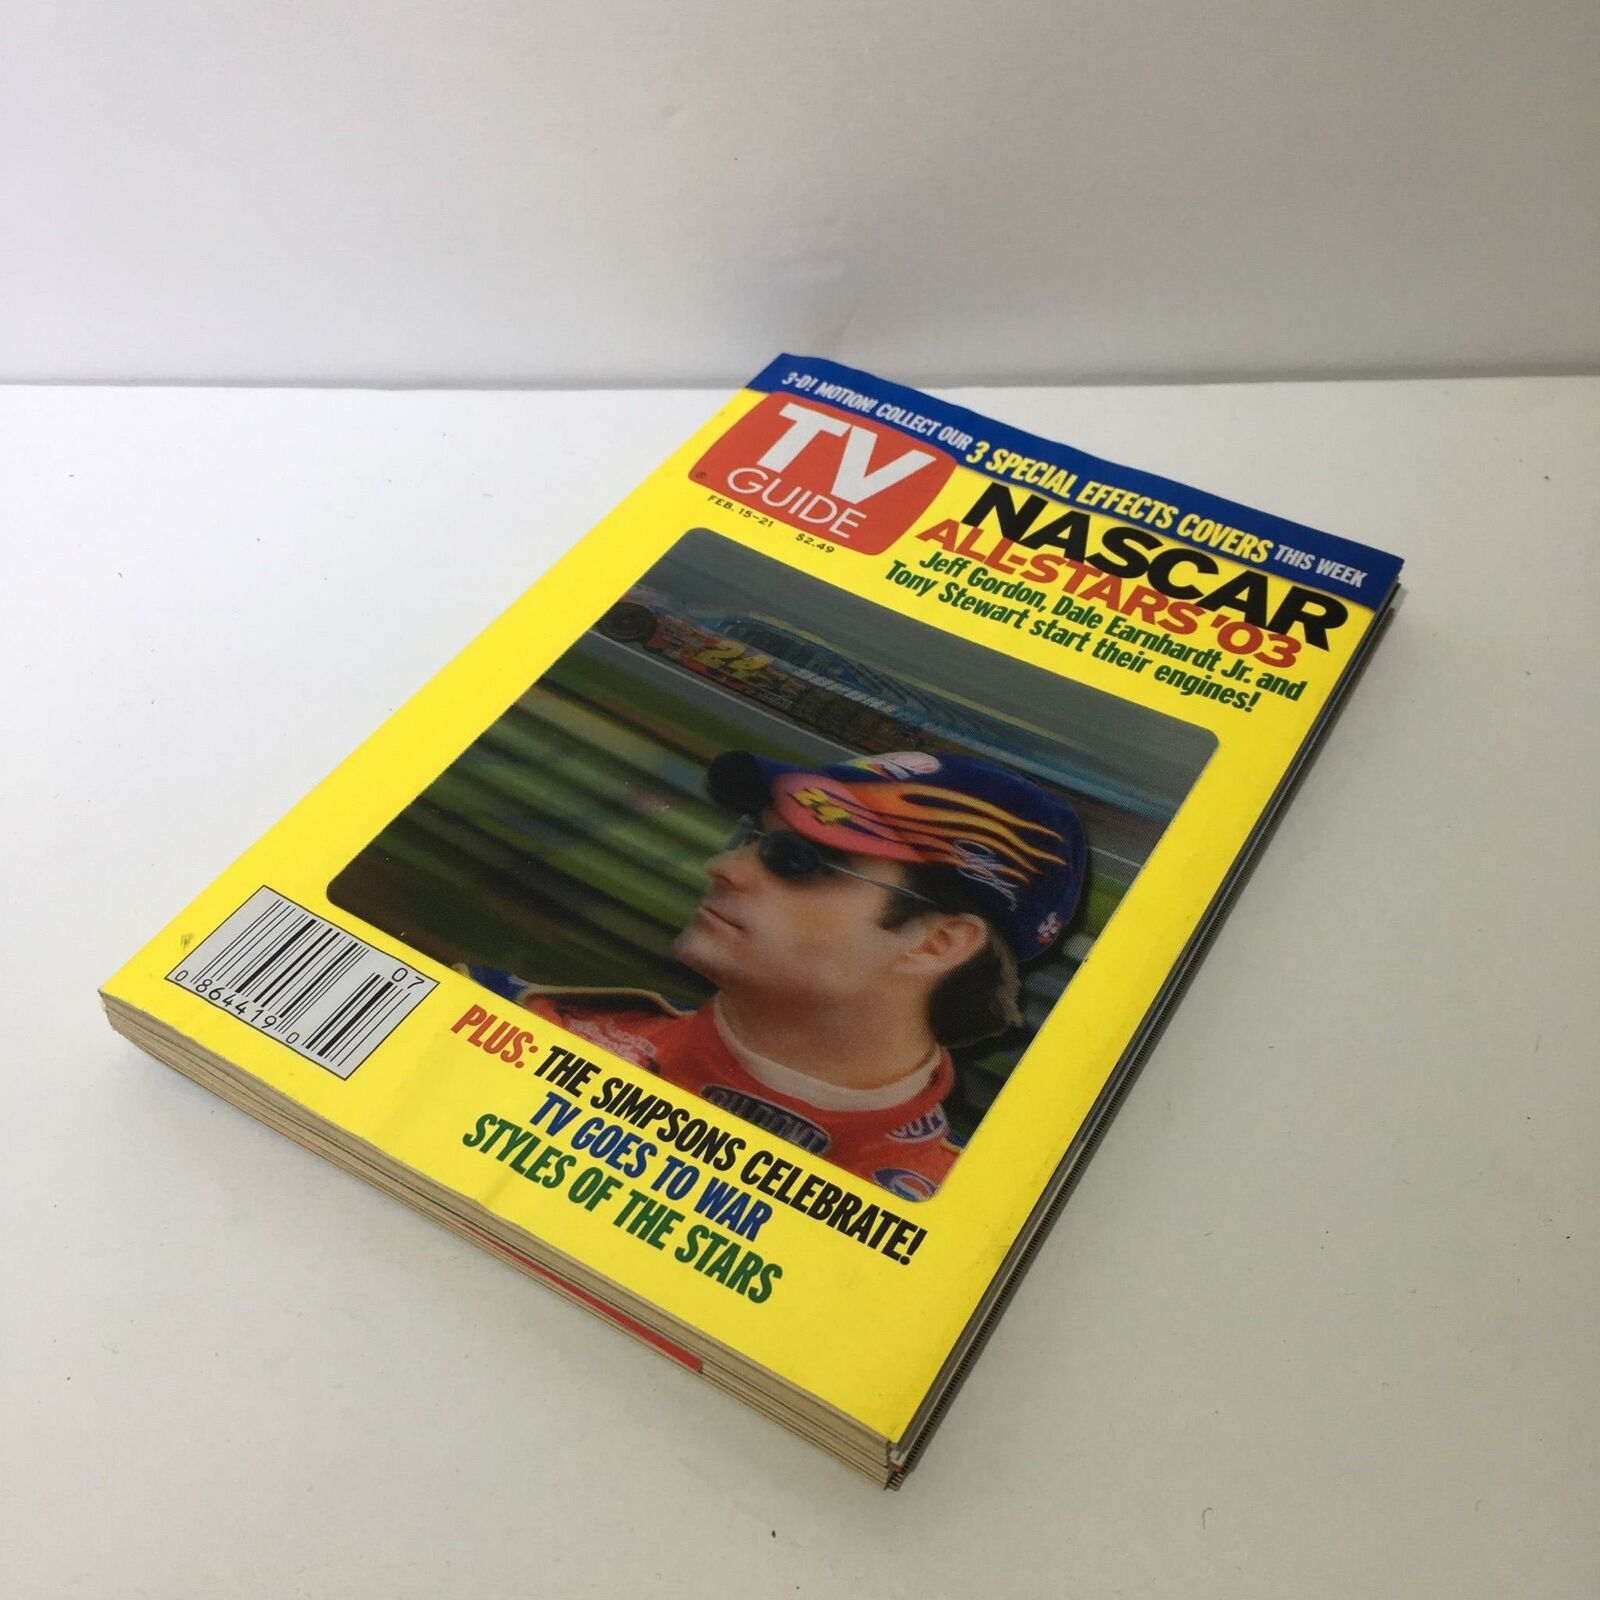 3-D! MOTION! COLLECT OUR 3 SPECIAL EFFECTS COVERS THIS WEEK
TV
GUIDE
®
FEB. 15-21
$2.49
NASCAR
ALL-STARS '03
Jeff Gordon, Dale Earnhardt Jr. and
Tony Stewart start their engines!
24
24
DUPONT
07
0 86441 9 0
PLUS: THE SIMPSONS CELEBRATE!
TV GOES TO WAR
STYLES OF THE STARS